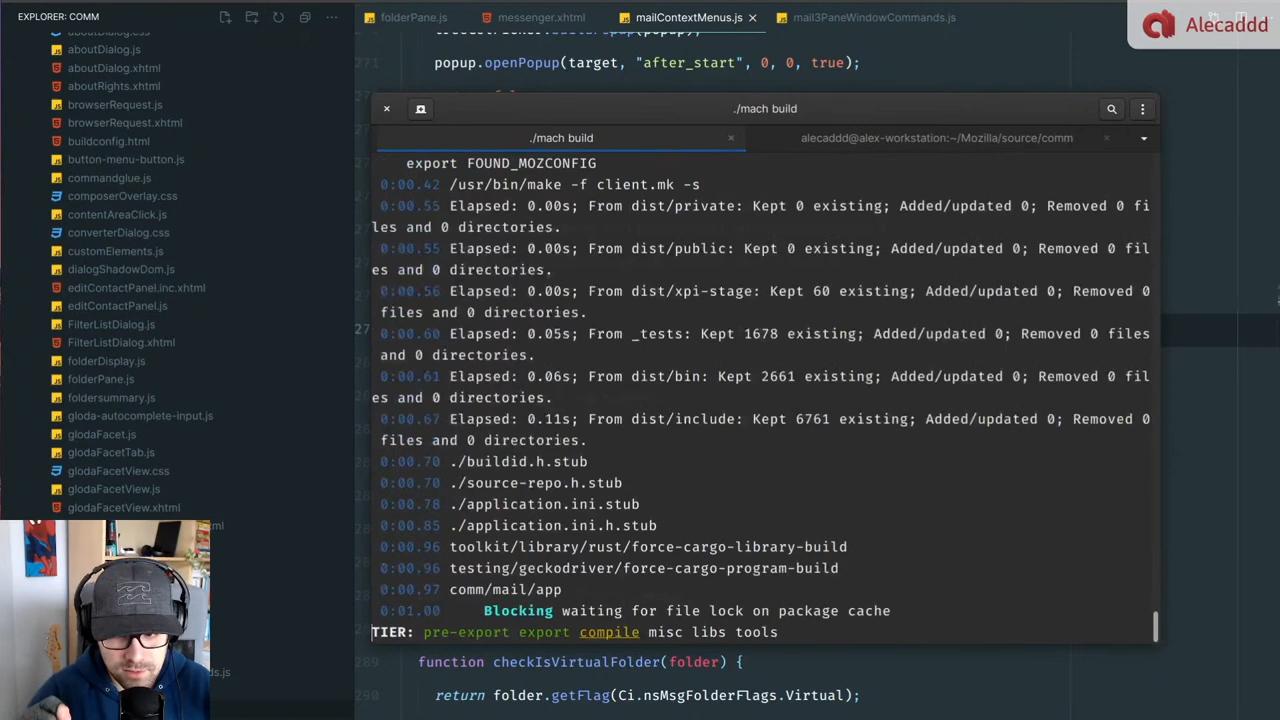 EXPLORER: COMM
folderPane.js
messenger.xhtml
mailContextMenus.js
mail3PaneWindowCommands.js
Alecaddd
aboutDialog.css
aboutDialog.js
aboutDialog.xhtml
aboutRights.xhtml
browserRequest.js
browserRequest.xhtml
buildconfig.html
button-menu-button.js
commandglue.js
composerOverlay.css
contentAreaClick.js
converterDialog.css
customElements.js
dialogShadowDom.js
editContactPanel.inc.xhtml
editContactPanel.js
FilterListDialog.js
FilterListDialog.xhtml
folderDisplay.js
folderPane.js
foldersummary.js
gloda-autocomplete-input.js
glodaFacet.js
glodaFacetTab.js
glodaFacetView.css
glodaFacetView.js
glodaFacetView.xhtml
271
popup.openPopup(target, "after_start", 0, 0, true);
./mach build
./mach build
alecaddd@alex-workstation:~/Mozilla/source/comm
export FOUND_MOZCONFIG
0:00.42 /usr/bin/make -f client.mk -s
0:00.55 Elapsed: 0.00s; From dist/private: Kept 0 existing; Added/updated 0; Removed 0 fi
les and 0 directories.
0:00.55 Elapsed: 0.00s; From dist/public: Kept 0 existing; Added/updated 0; Removed 0 fil
es and 0 directories.
0:00.56 Elapsed: 0.00s; From dist/xpi-stage: Kept 60 existing; Added/updated 0; Removed 0
files and 0 directories.
0:00.60 Elapsed: 0.05s; From _tests: Kept 1678 existing; Added/updated 0; Removed 0 files
and 0 directories.
0:00.61 Elapsed: 0.06s; From dist/bin: Kept 2661 existing; Added/updated 0; Removed 0 fil
es and 0 directories.
0:00.67 Elapsed: 0.11s; From dist/include: Kept 6761 existing; Added/updated 0; Removed 0
files and 0 directories.
0:00.70 ./buildid.h.stub
0:00.70 ./source-repo.h.stub
0:00.78 ./application.ini.stub
0:00.85 ./application.ini.h.stub
0:00.96 toolkit/library/rust/force-cargo-library-build
0:00.96 testing/geckodriver/force-cargo-program-build
0:00.97 comm/mail/app
0:01.00 Blocking waiting for file lock on package cache
TIER: pre-export export compile misc libs tools
289 function checkIsVirtualFolder(folder) {
290 return folder.getFlag(Ci.nsMsgFolderFlags.Virtual);